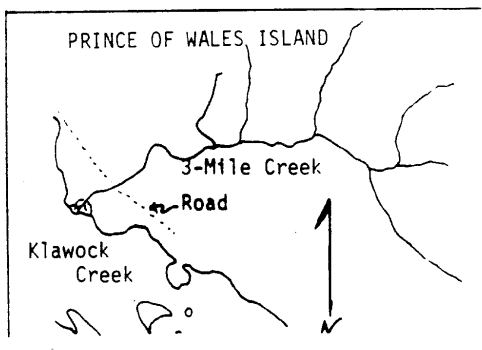 PRINCE OF WALES ISLAND
3-Mile Creek
Road
Klawock
Creek
N